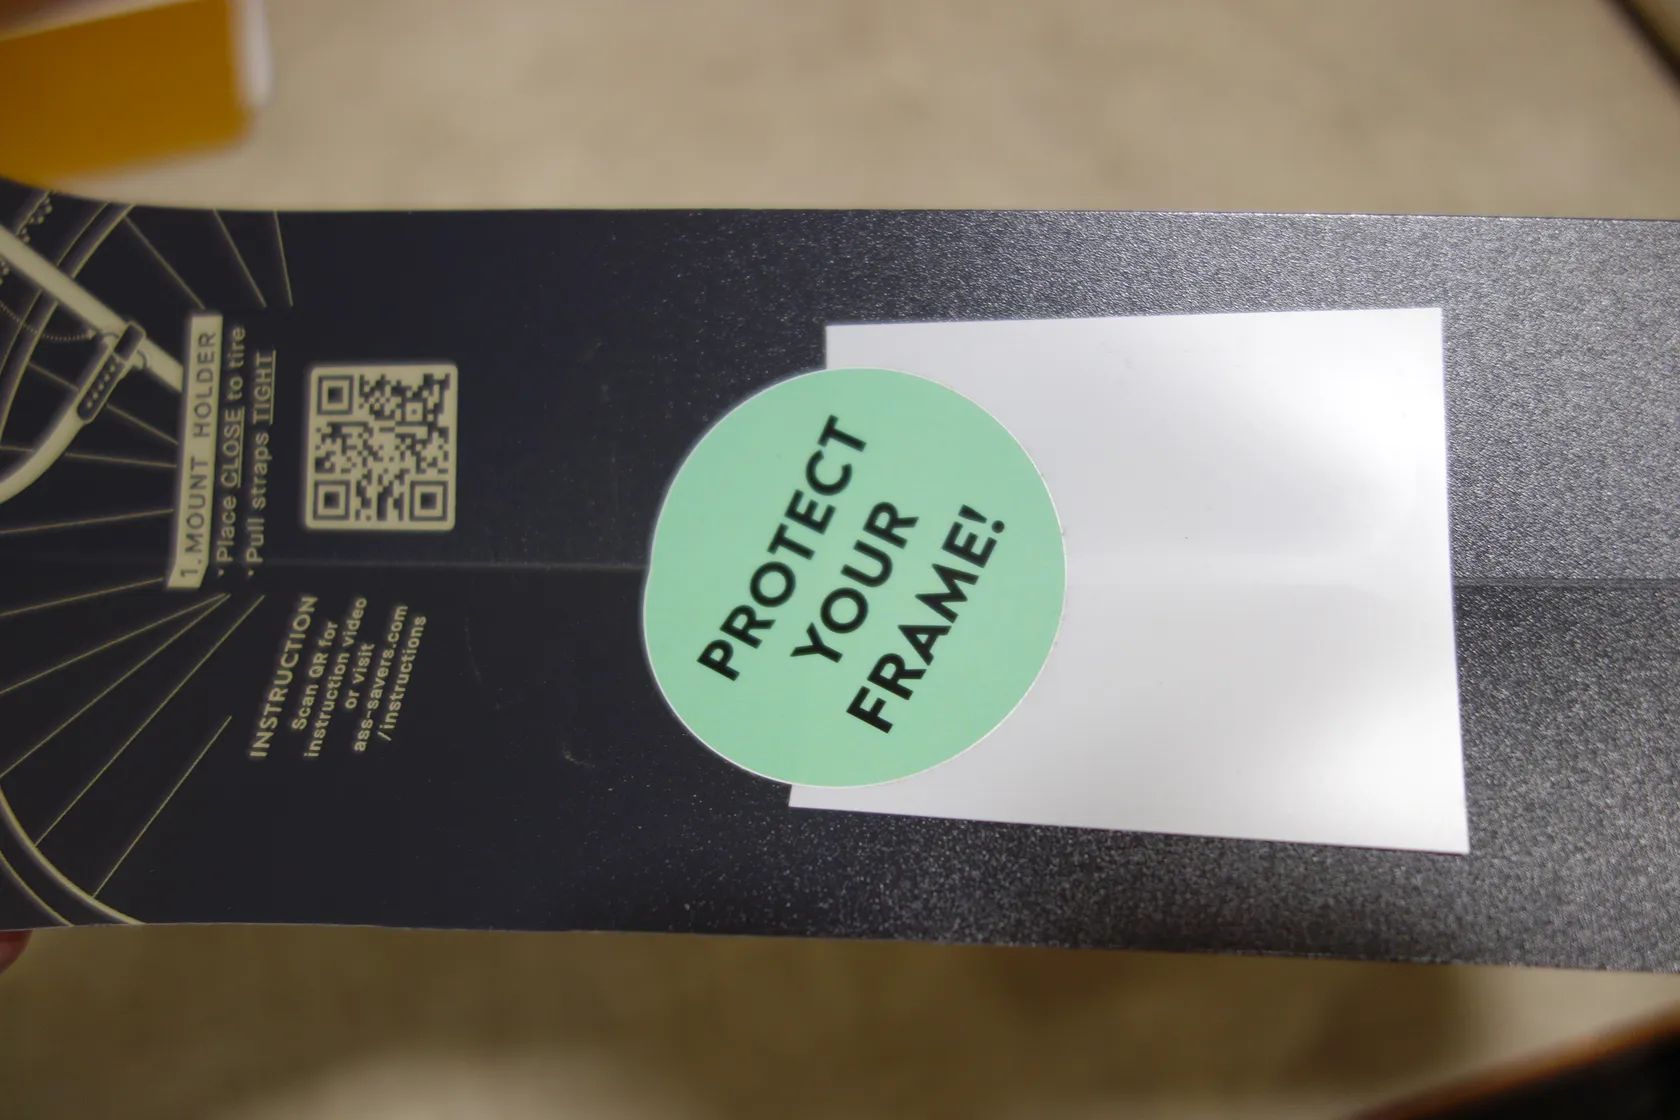 1. MOUNT HOLDER
• Place CLOSE to tire
• Pull straps TIGHT
INSTRUCTION
Scan QR for
instruction video
or visit
ass-savers.com
/instructions
PROTECT
YOUR
FRAME!